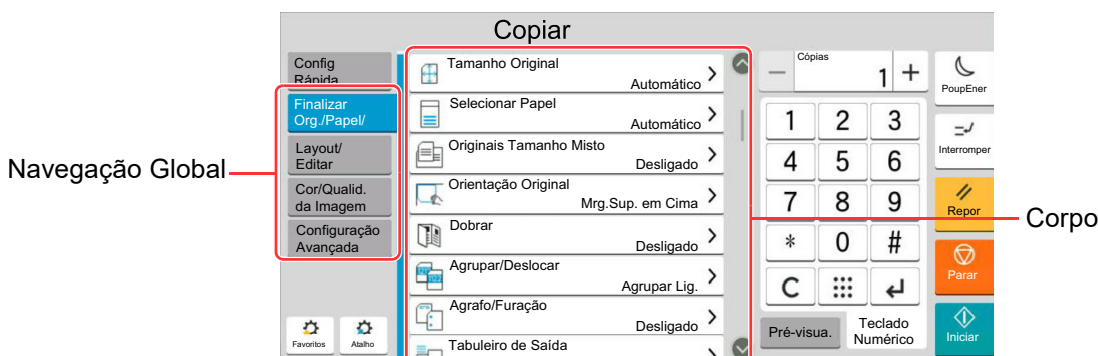 Copiar
Navegação Global
Config
Rápida
Finalizar
Org./Papel/
Layout/
Editar
Cor/Qualid.
da Imagem
Configuração
Avançada
Favoritos
Atalho
Tamanho Original
Automático
Selecionar Papel
Automático
Originais Tamanho Misto
Desligado
Orientação Original
Mrg.Sup. em Cima
Dobrar
Desligado
Agrupar/Deslocar
Agrupar Lig.
Agrafo/Furação
Desligado
Tabuleiro de Saída
Cópias
− 1 +
1 2 3
4 5 6
7 8 9
* 0 #
C
Pré-visua.
Teclado
Numérico
PoupEner
Interromper
Repor
Parar
Iniciar
Corpo